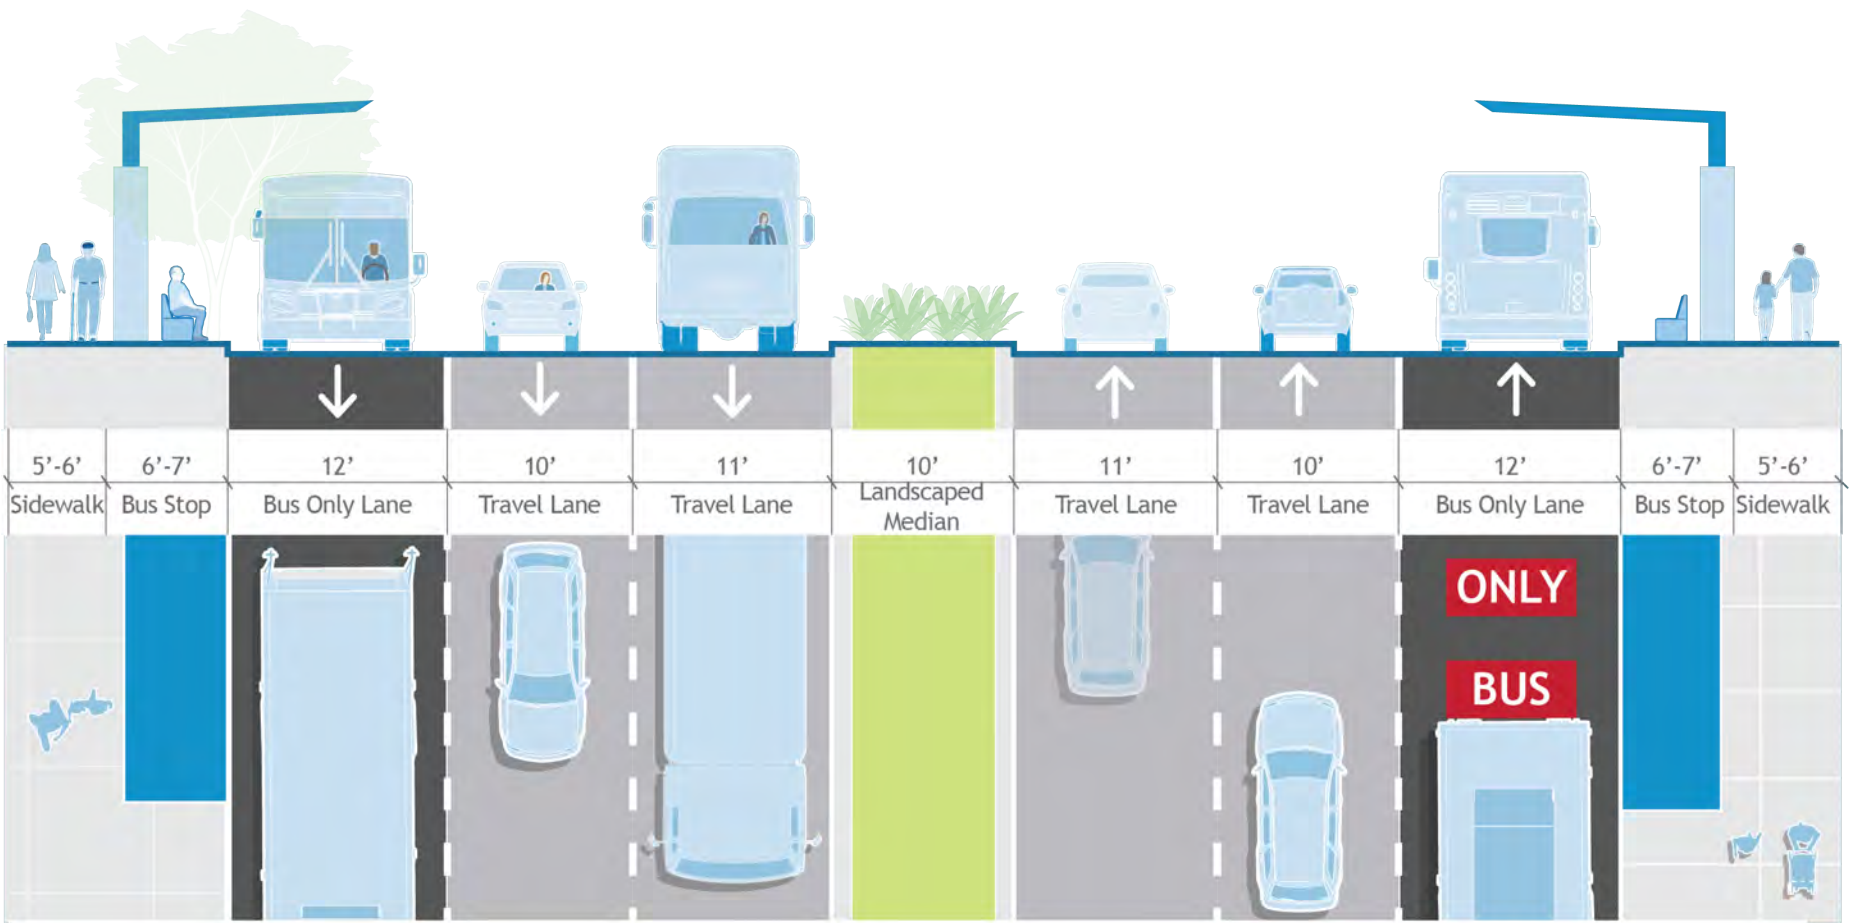 5’-6’ 6’-7’ 12’ 10’ 11’ 10’ 11’ 10’ 12’ 6’-7’ 5’-6’
Sidewalk Bus Stop Bus Only Lane Travel Lane Travel Lane Landscaped Travel Lane Travel Lane Bus Only Lane Bus Stop Sidewalk
Median
ONLY
BUS